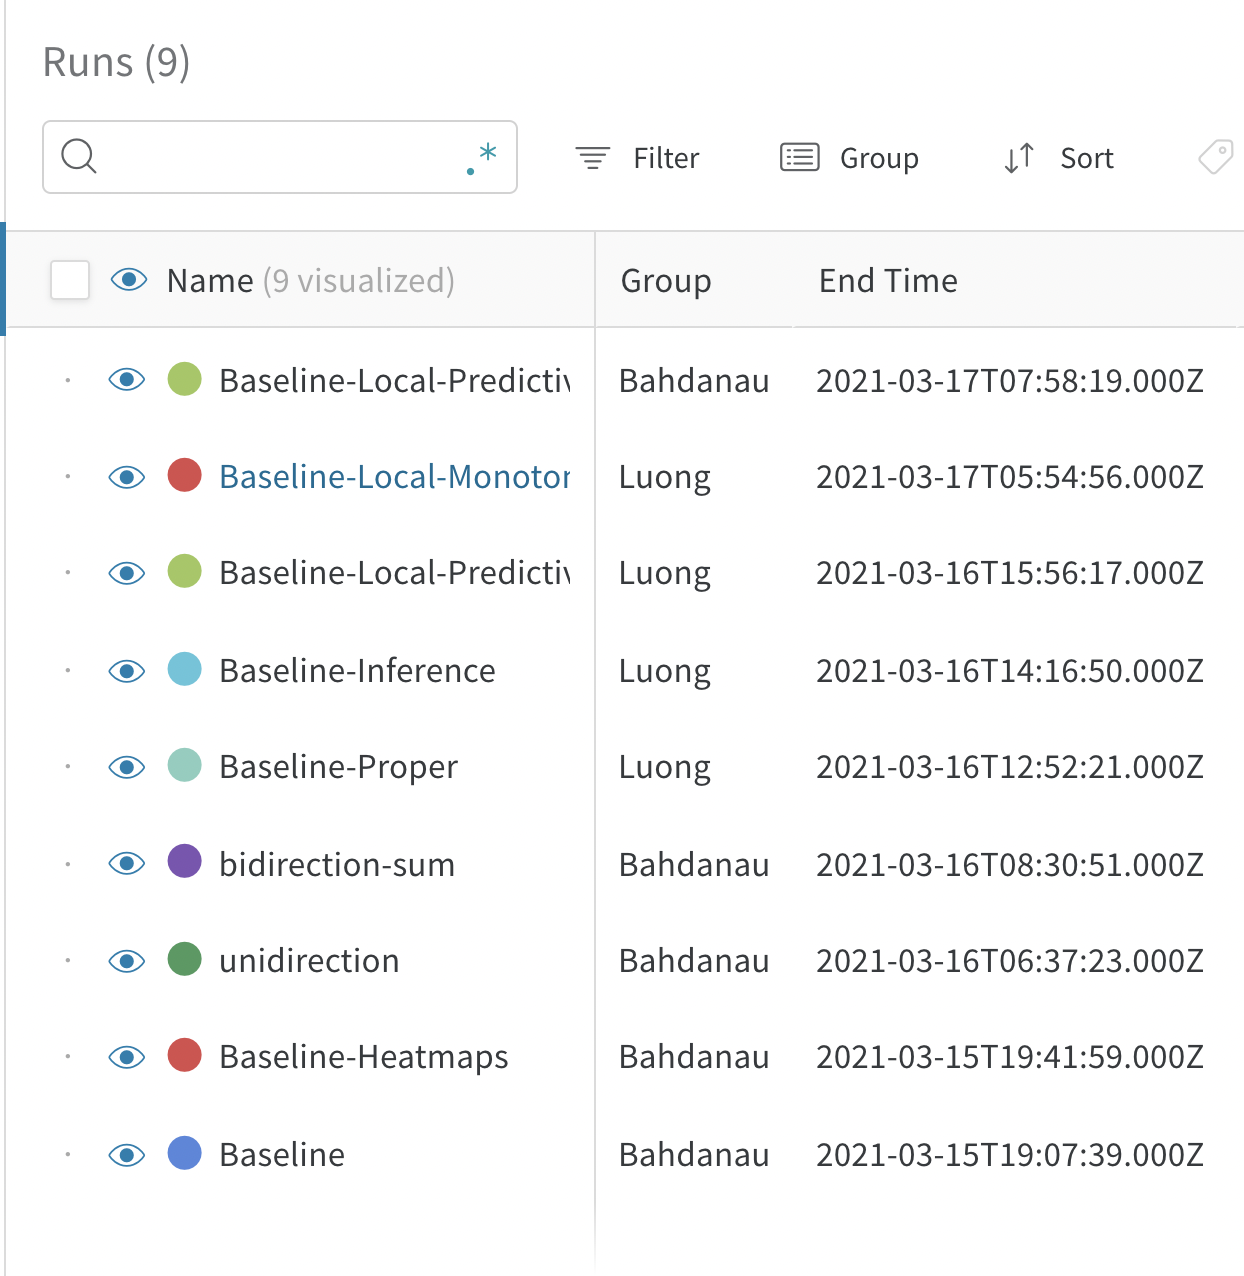 Runs (9)
.* Filter Group Sort
Name (9 visualized) Group End Time
Baseline-Local-Predictiv Bahdanau 2021-03-17T07:58:19.000Z
Baseline-Local-Monoton Luong 2021-03-17T05:54:56.000Z
Baseline-Local-Predictiv Luong 2021-03-16T15:56:17.000Z
Baseline-Inference Luong 2021-03-16T14:16:50.000Z
Baseline-Proper Luong 2021-03-16T12:52:21.000Z
bidirection-sum Bahdanau 2021-03-16T08:30:51.000Z
unidirection Bahdanau 2021-03-16T06:37:23.000Z
Baseline-Heatmaps Bahdanau 2021-03-15T19:41:59.000Z
Baseline Bahdanau 2021-03-15T19:07:39.000Z